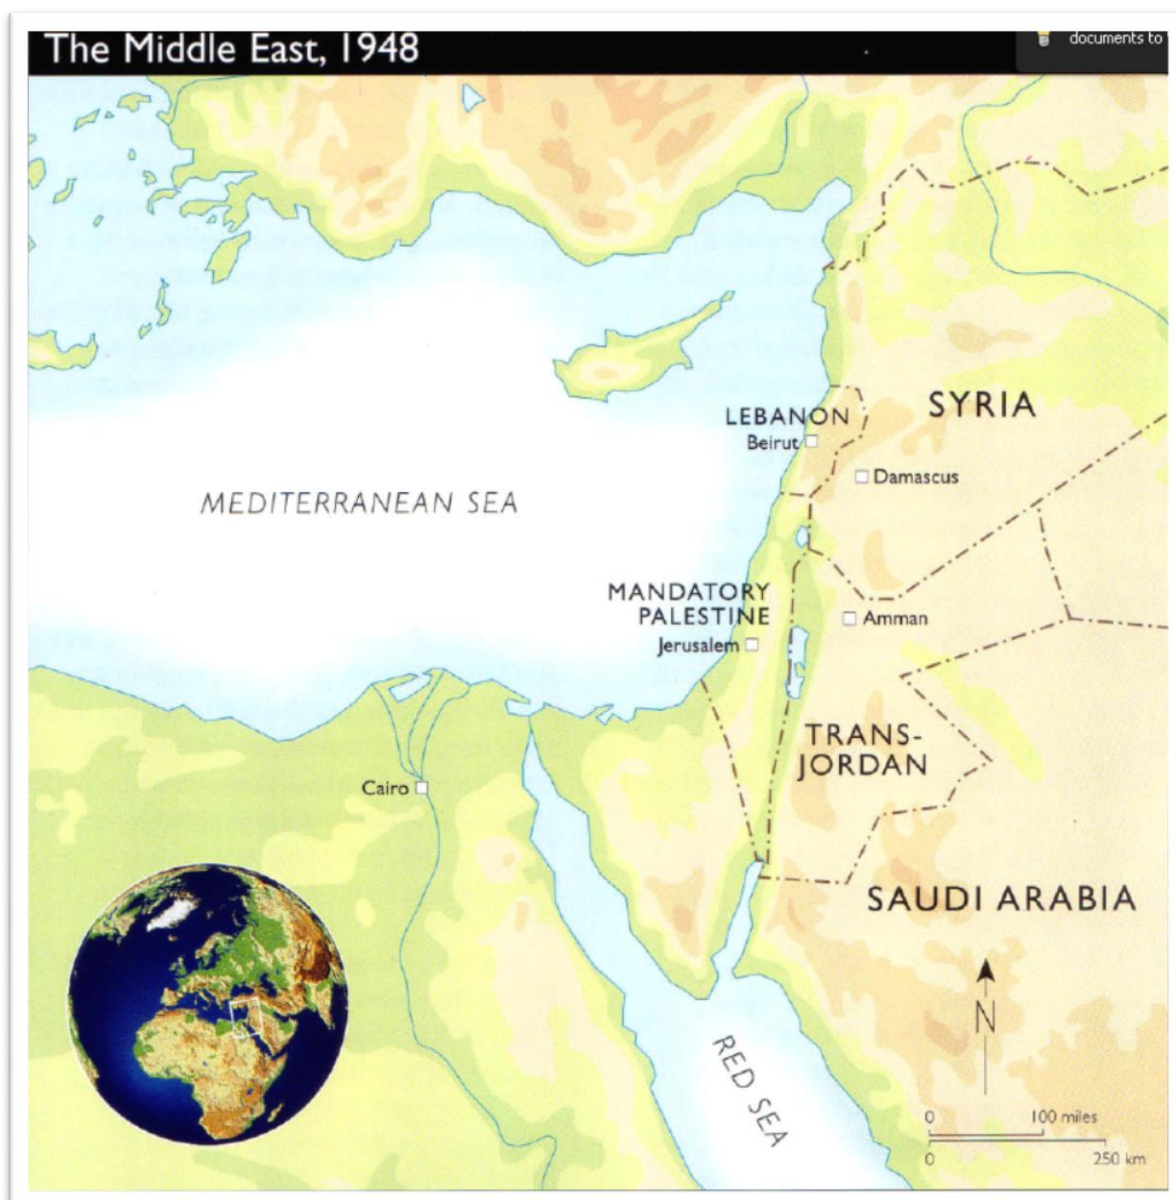 The Middle East, 1948
documents to
SYRIA
LEBANON
Beirut
Damascus
MEDITERRANEAN SEA
MANDATORY
PALESTINE
Jerusalem
Amman
TRANS-
JORDAN
Cairo
SAUDI ARABIA
N
RED SEA
0 100 miles
0 250 km